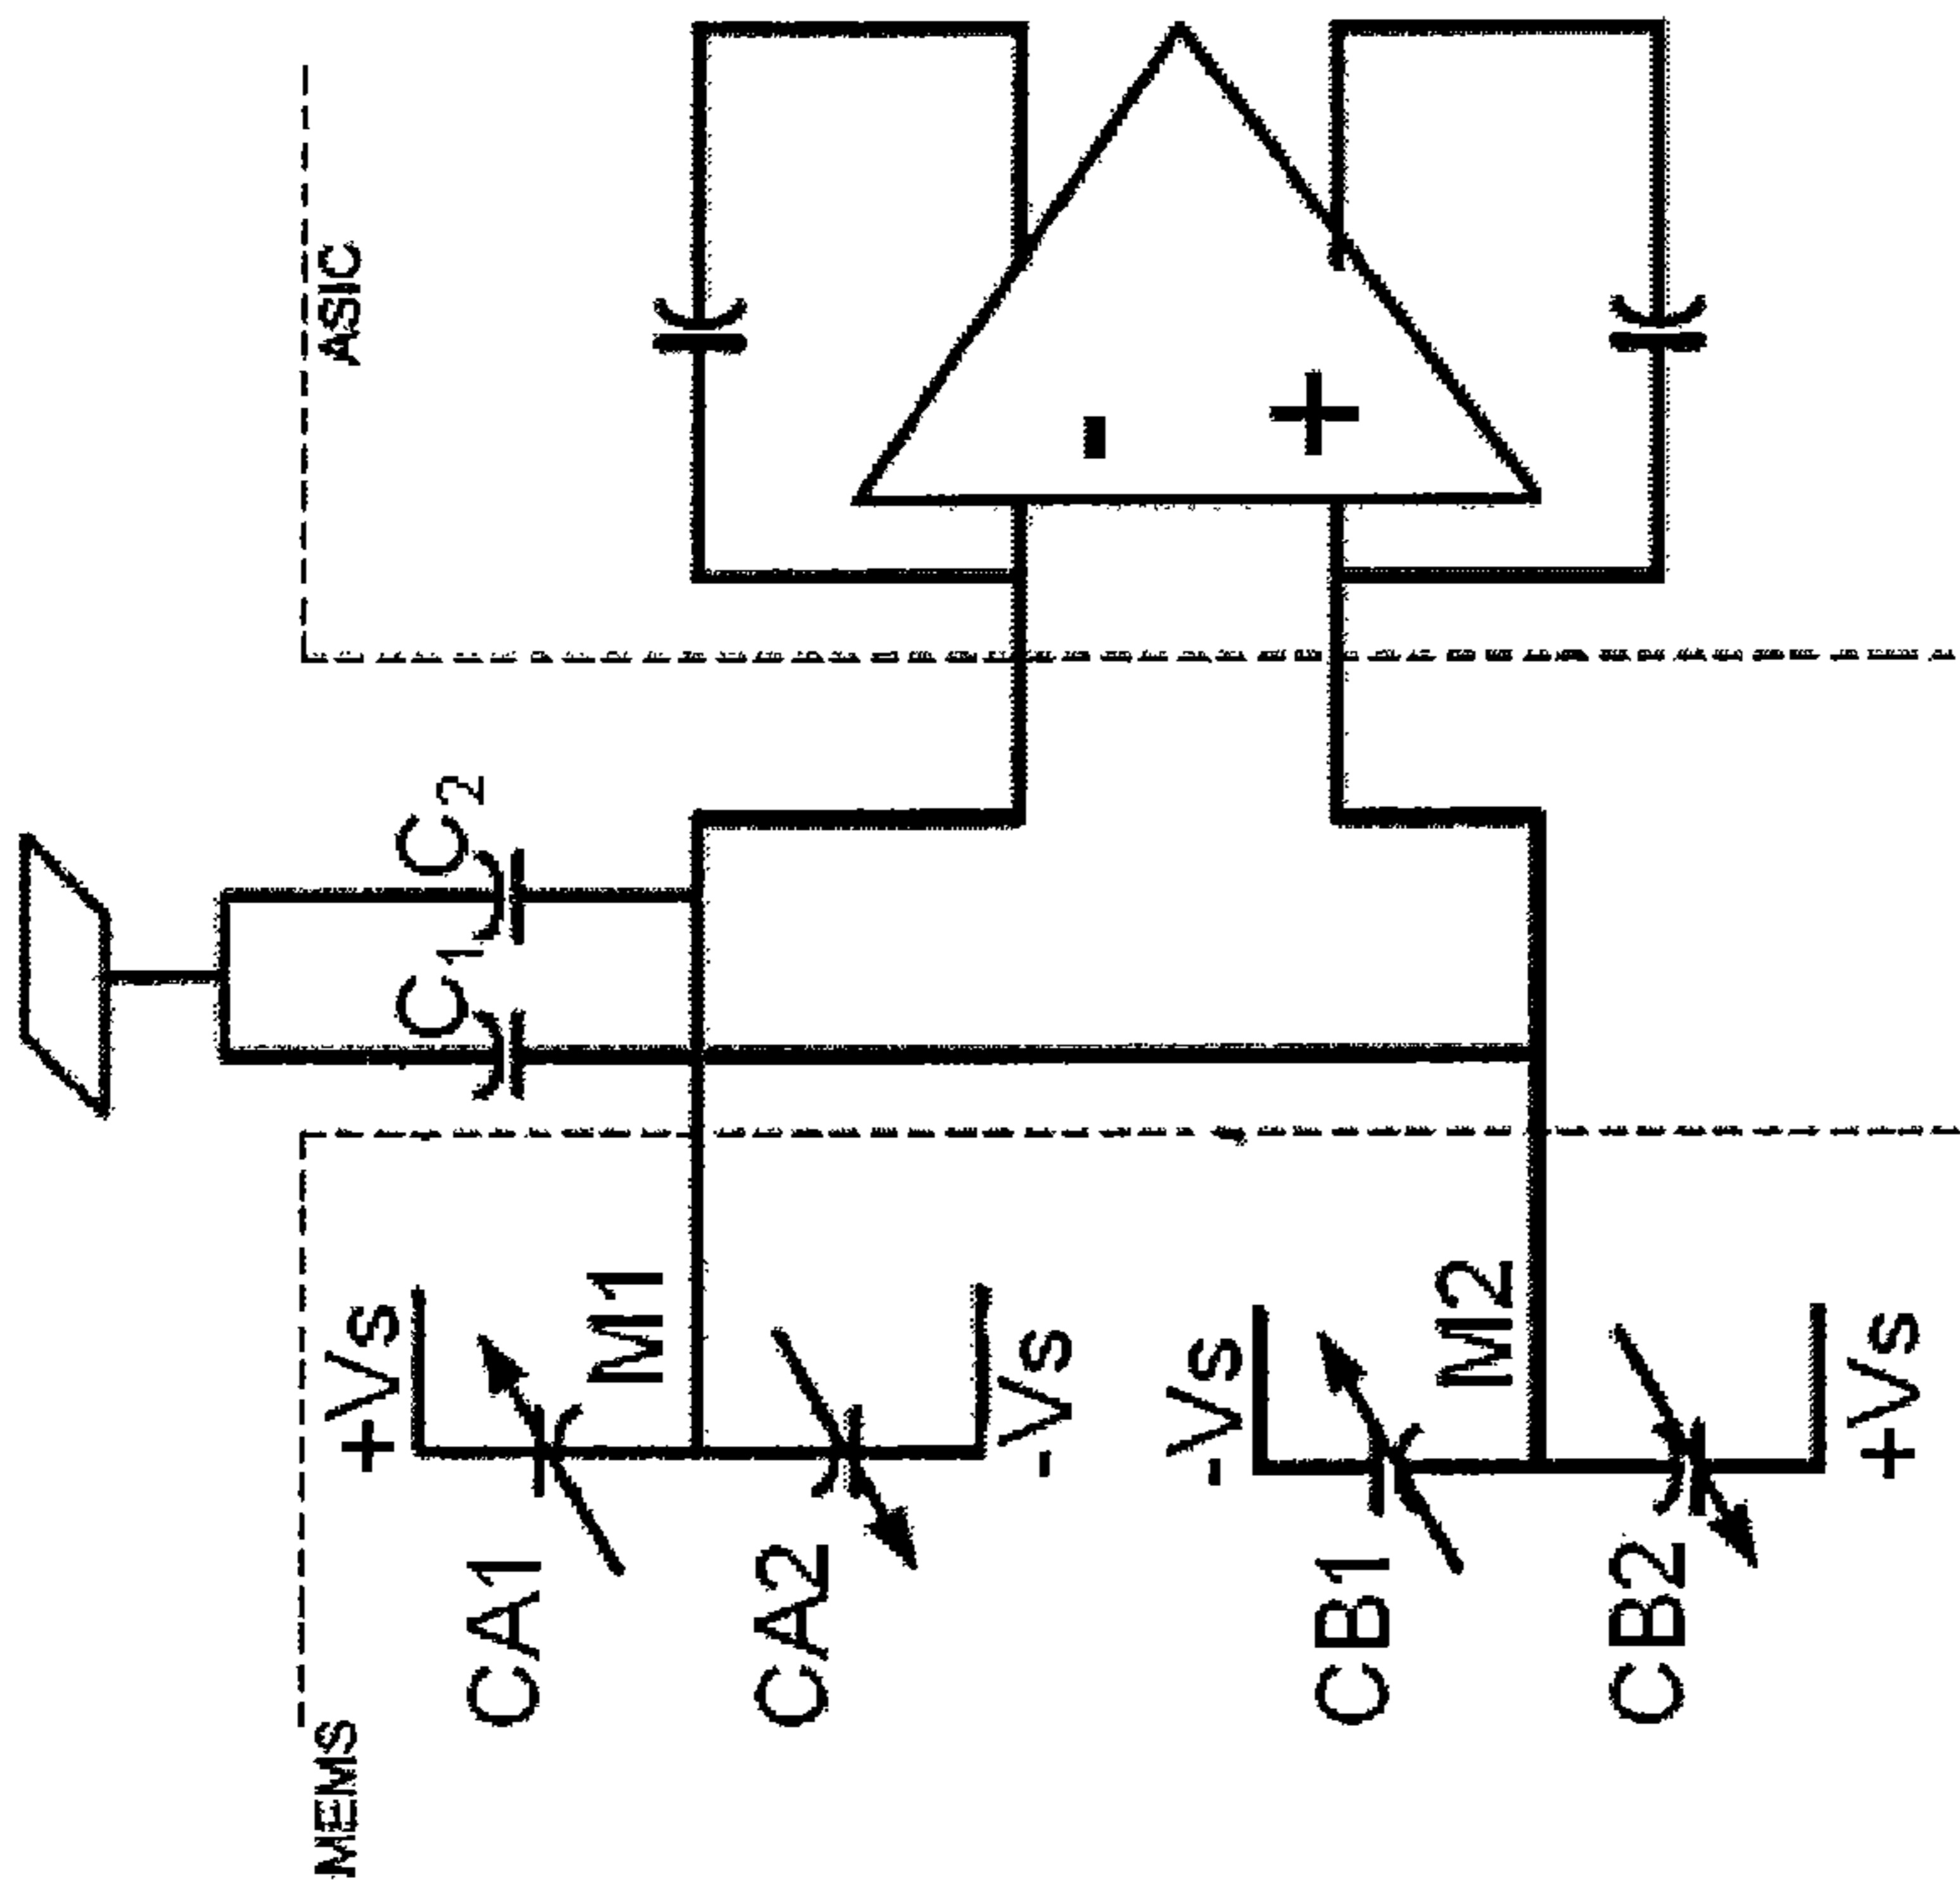 MEMS
ASIC
C₁
C₂
+Vs
CA1
M1
CA2
-Vs
-Vs
CB1
M2
CB2
+Vs
-
+